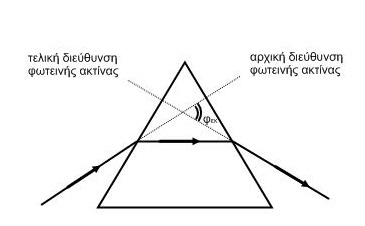 τελική διεύθυνση
φωτεινής ακτίνας
αρχική διεύθυνση
φωτεινής ακτίνας
φεκ